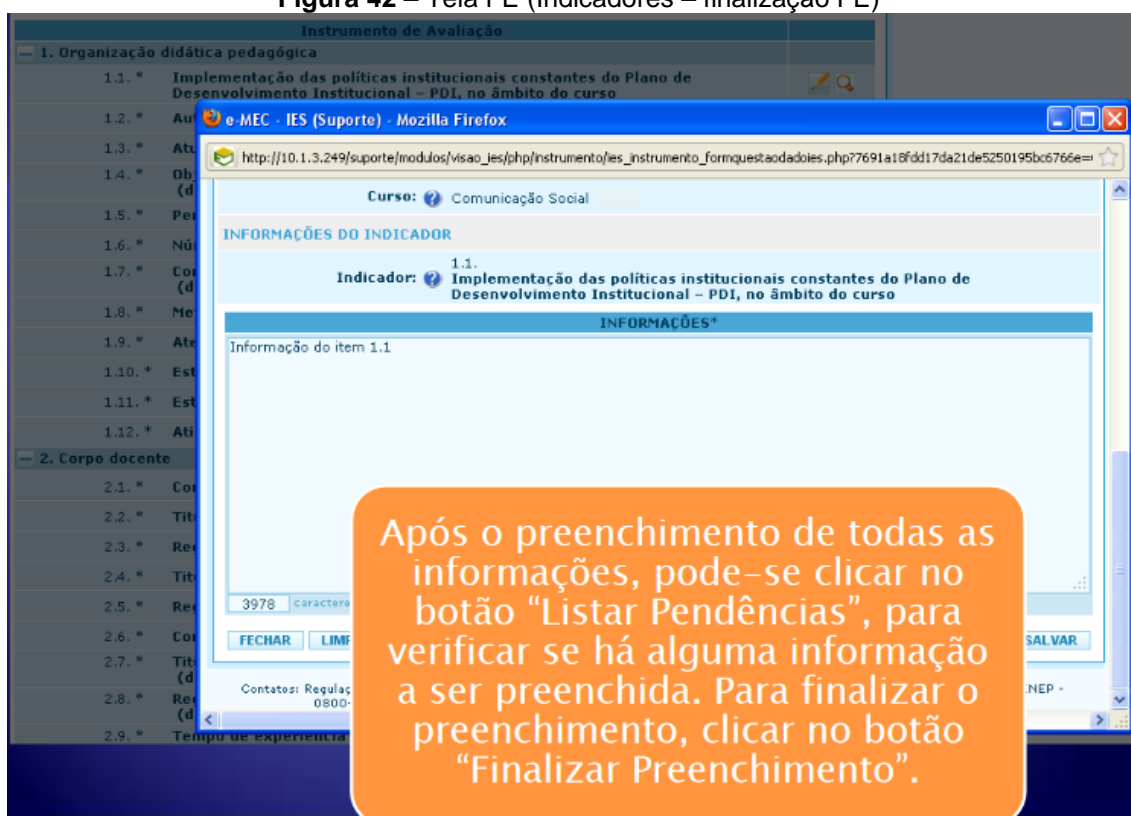 Figura 42 – Tela PE (Indicadores – finalização PE)
Instrumento de Avaliação
1. Organização didática pedagógica
1.1. * Implementação das políticas institucionais constantes do Plano de
Desenvolvimento Institucional – PDI, no âmbito do curso
1.2. *
e-MEC - IES (Suporte) - Mozilla Firefox
1.3. *
http://10.1.3.249/suporte/modulos/visao_ies/php/instrumento/ies_instrumento_formquestaodadoies.php?7691a18fdd17da21de5250195bc6766e=
1.4. *
Curso: Comunicação Social
1.5. *
INFORMAÇÕES DO INDICADOR
1.6. *
1.7. *
Indicador: 1.1.
Implementação das políticas institucionais constantes do Plano de
Desenvolvimento Institucional – PDI, no âmbito do curso
1.8. *
INFORMAÇÕES*
1.9. *
Informação do item 1.1
1.10. *
1.11. *
1.12. *
2. Corpo docente
2.1. *
2.2. *
2.3. *
2.4. *
2.5. *
3978
2.6. *
FECHAR SALVAR
2.7. *
Contatos:
0800-
2.8. *
2.9. * Tempo de experiência
Após o preenchimento de todas as
informações, pode-se clicar no
botão “Listar Pendências”, para
verificar se há alguma informação
a ser preenchida. Para finalizar o
preenchimento, clicar no botão
“Finalizar Preenchimento”.